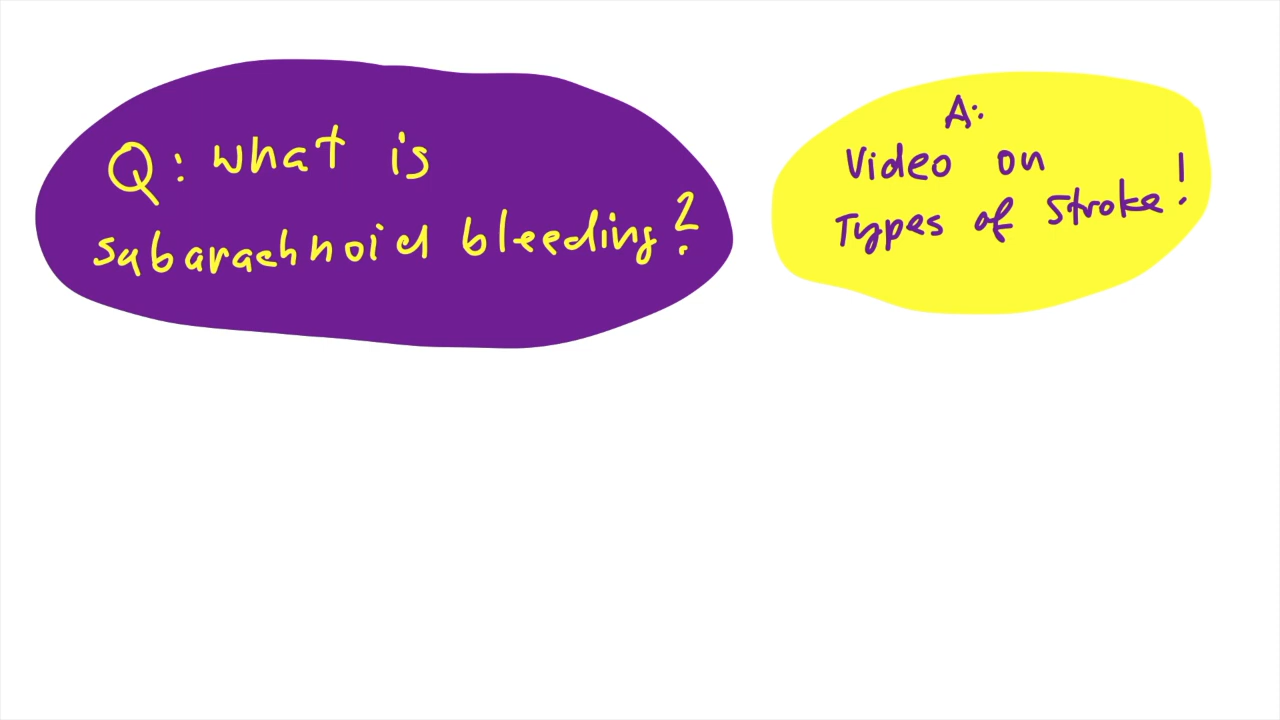 Q: what is
subarachnoid bleeding?
A:
Video on
Types of Stroke!